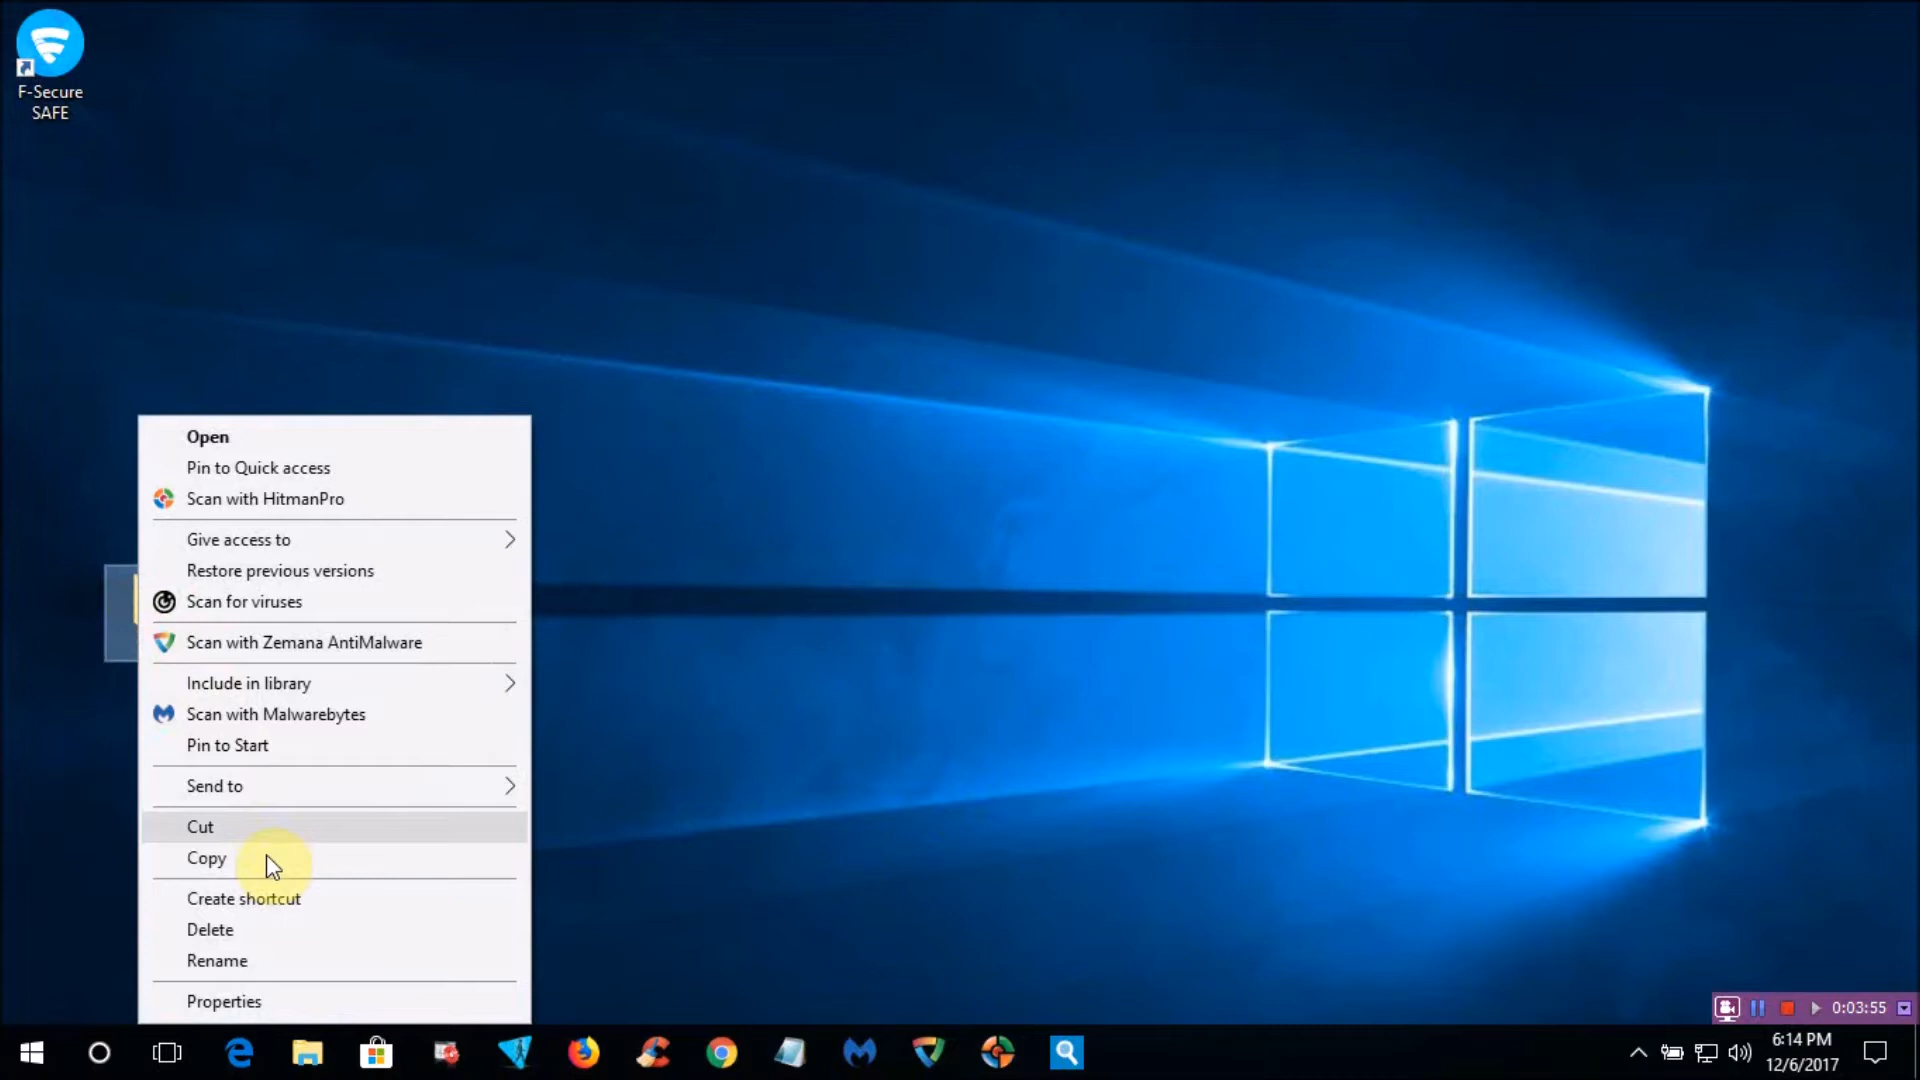 F-Secure
SAFE
Open
Pin to Quick access
Scan with HitmanPro
Give access to
Restore previous versions
Scan for viruses
Scan with Zemana AntiMalware
Include in library
Scan with Malwarebytes
Pin to Start
Send to
Cut
Copy
Create shortcut
Delete
Rename
Properties
0:03:55
6:14 PM
12/6/2017